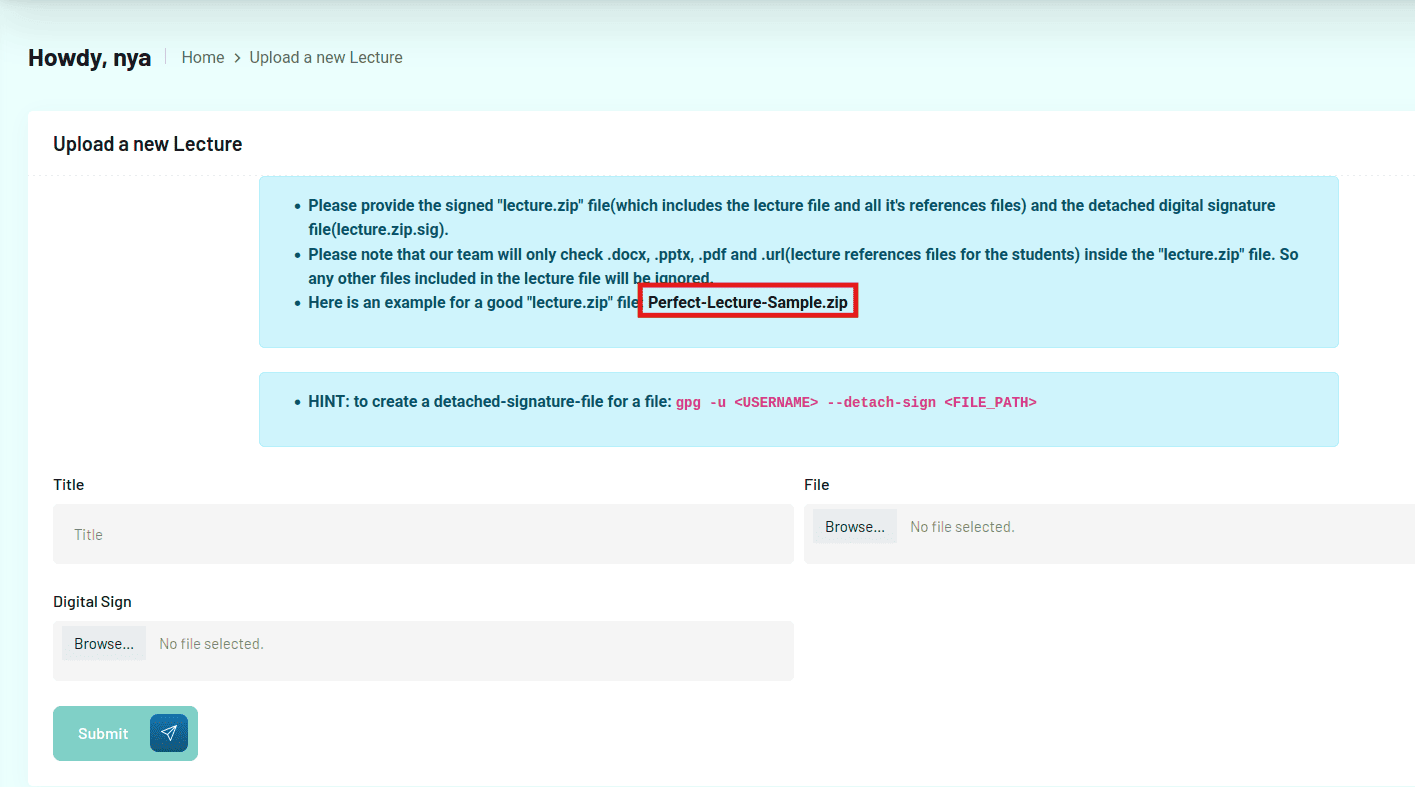 Howdy, nya Home > Upload a new Lecture
Upload a new Lecture
• Please provide the signed "lecture.zip" file(which includes the lecture file and all it's references files) and the detached digital signature
file(lecture.zip.sig).
• Please note that our team will only check .docx, .pptx, .pdf and .url(lecture references files for the students) inside the "lecture.zip" file. So
any other files included in the lecture file will be ignored.
• Here is an example for a good "lecture.zip" file: Perfect-Lecture-Sample.zip
• HINT: to create a detached-signature-file for a file: gpg -u <USERNAME> --detach-sign <FILE_PATH>
Title File
Title Browse... No file selected.
Digital Sign
Browse... No file selected.
Submit